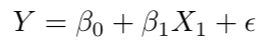 Y = β₀ + β₁X₁ + ϵ